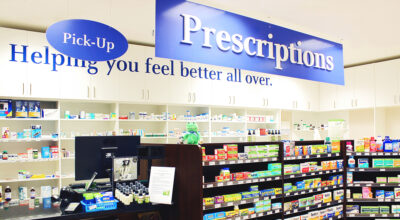 Pick-Up
Prescriptions
Helping you feel better all over.